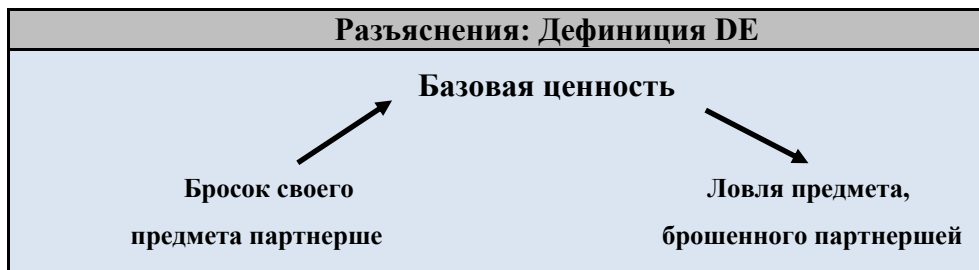 Разъяснения: Дефиниция DE
Базовая ценность
Бросок своего
предмета партнерше
Ловля предмета,
брошенного партнершей